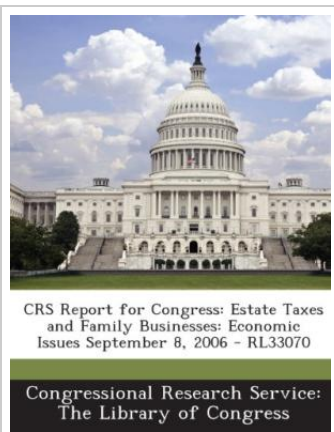 CRS Report for Congress: Estate Taxes
and Family Businesses: Economic
Issues September 8, 2006 - RL33070
Congressional Research Service:
The Library of Congress